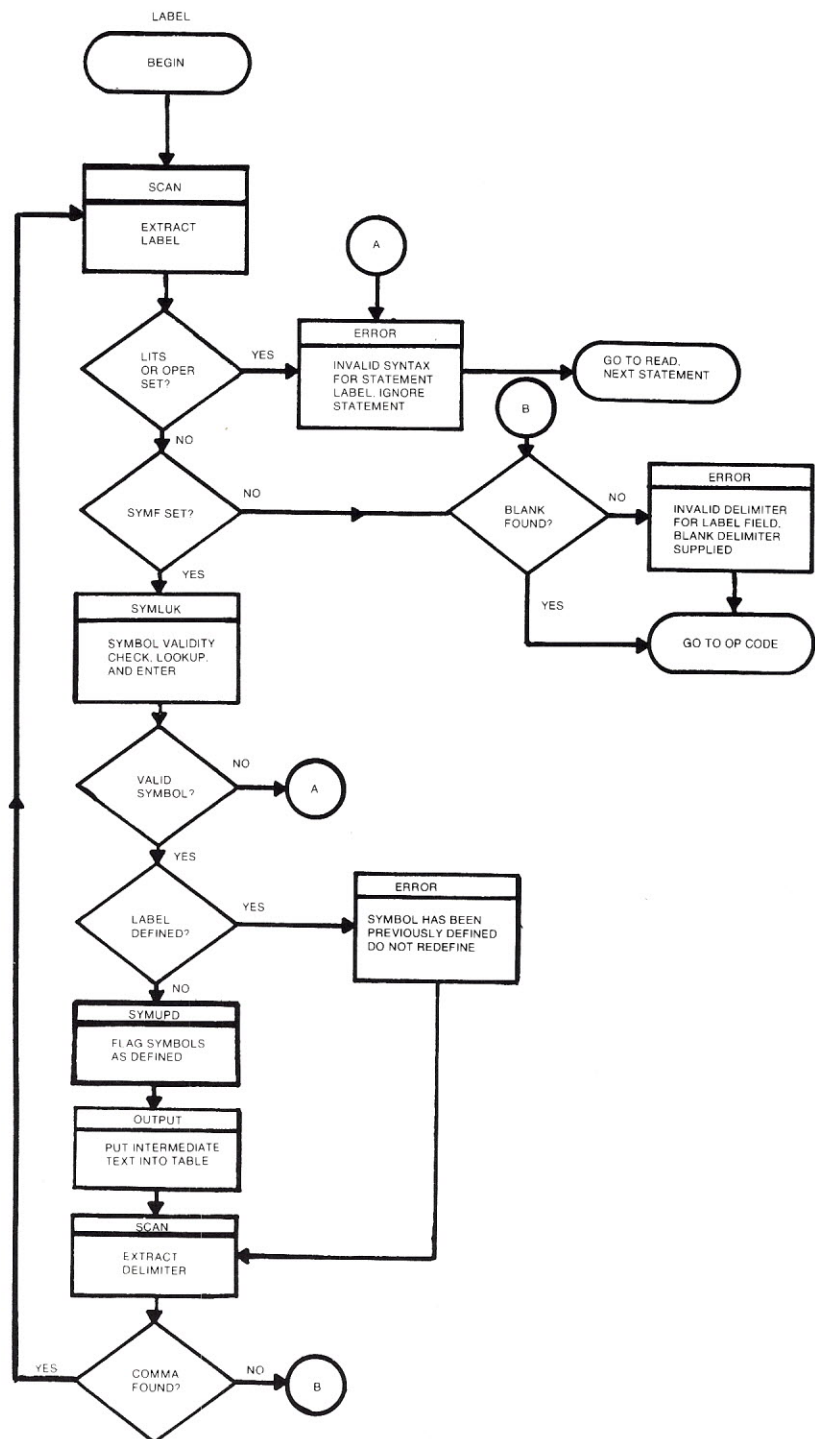 LABEL
BEGIN
SCAN
EXTRACT
LABEL
A
LITS
OR OPER
SET?
YES
ERROR
INVALID SYNTAX
FOR STATEMENT
LABEL, IGNORE
STATEMENT
GO TO READ,
NEXT STATEMENT
B
NO
SYMF SET?
NO
BLANK
FOUND?
NO
ERROR
INVALID DELIMITER
FOR LABEL FIELD,
BLANK DELIMITER
SUPPLIED
YES
YES
GO TO OP CODE
SYMLUK
SYMBOL VALIDITY
CHECK, LOOKUP,
AND ENTER
VALID
SYMBOL?
NO
A
YES
LABEL
DEFINED?
YES
ERROR
SYMBOL HAS BEEN
PREVIOUSLY DEFINED
DO NOT REDEFINE
NO
SYMUPD
FLAG SYMBOLS
AS DEFINED
OUTPUT
PUT INTERMEDIATE
TEXT INTO TABLE
SCAN
EXTRACT
DELIMITER
YES
COMMA
FOUND?
NO
B